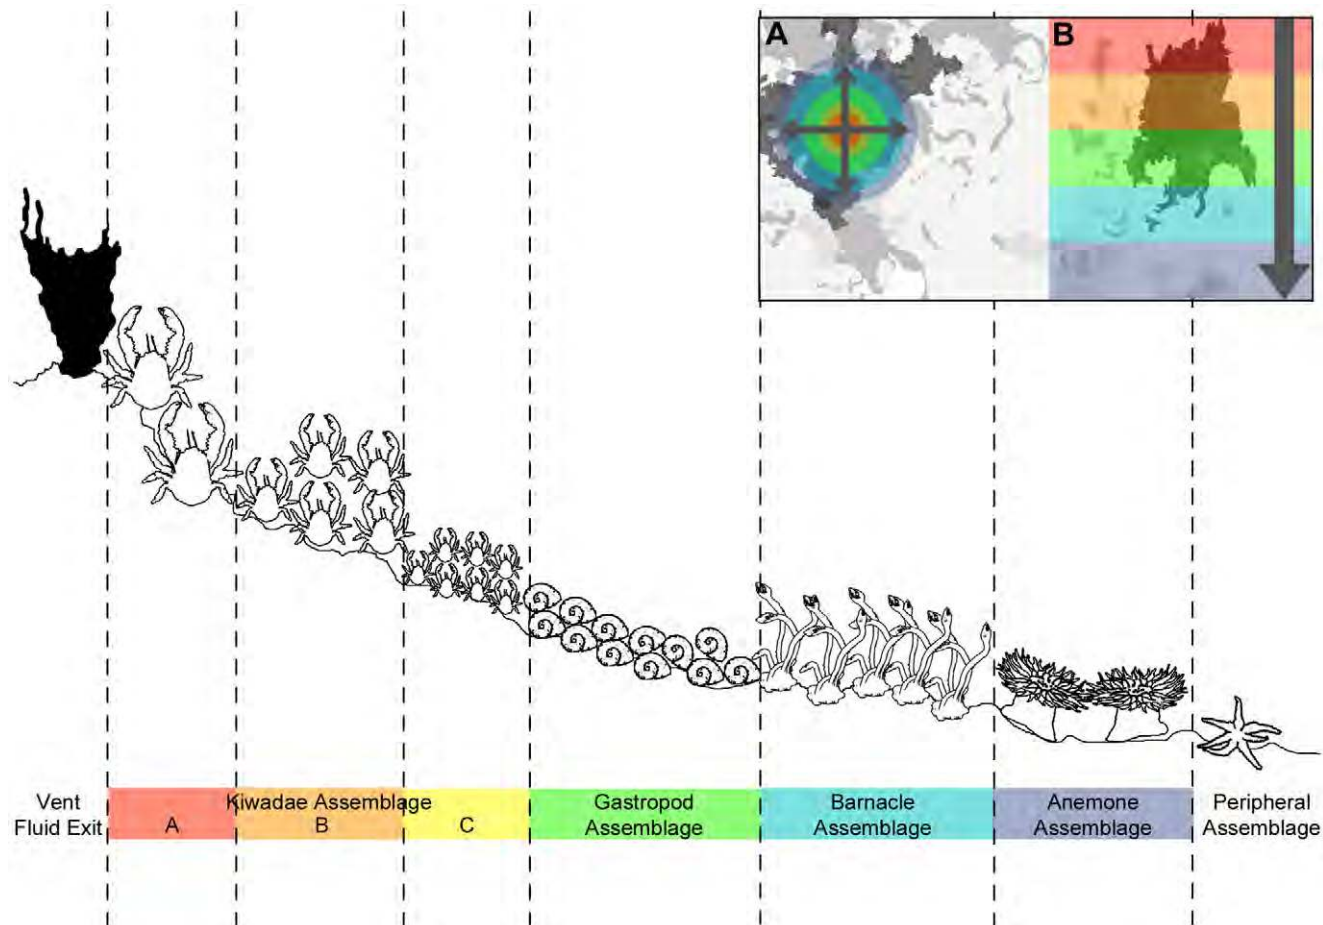 A
B
Vent
Fluid Exit
Kiwadae Assemblage
A
B
C
Gastropod
Assemblage
Barnacle
Assemblage
Anemone
Assemblage
Peripheral
Assemblage